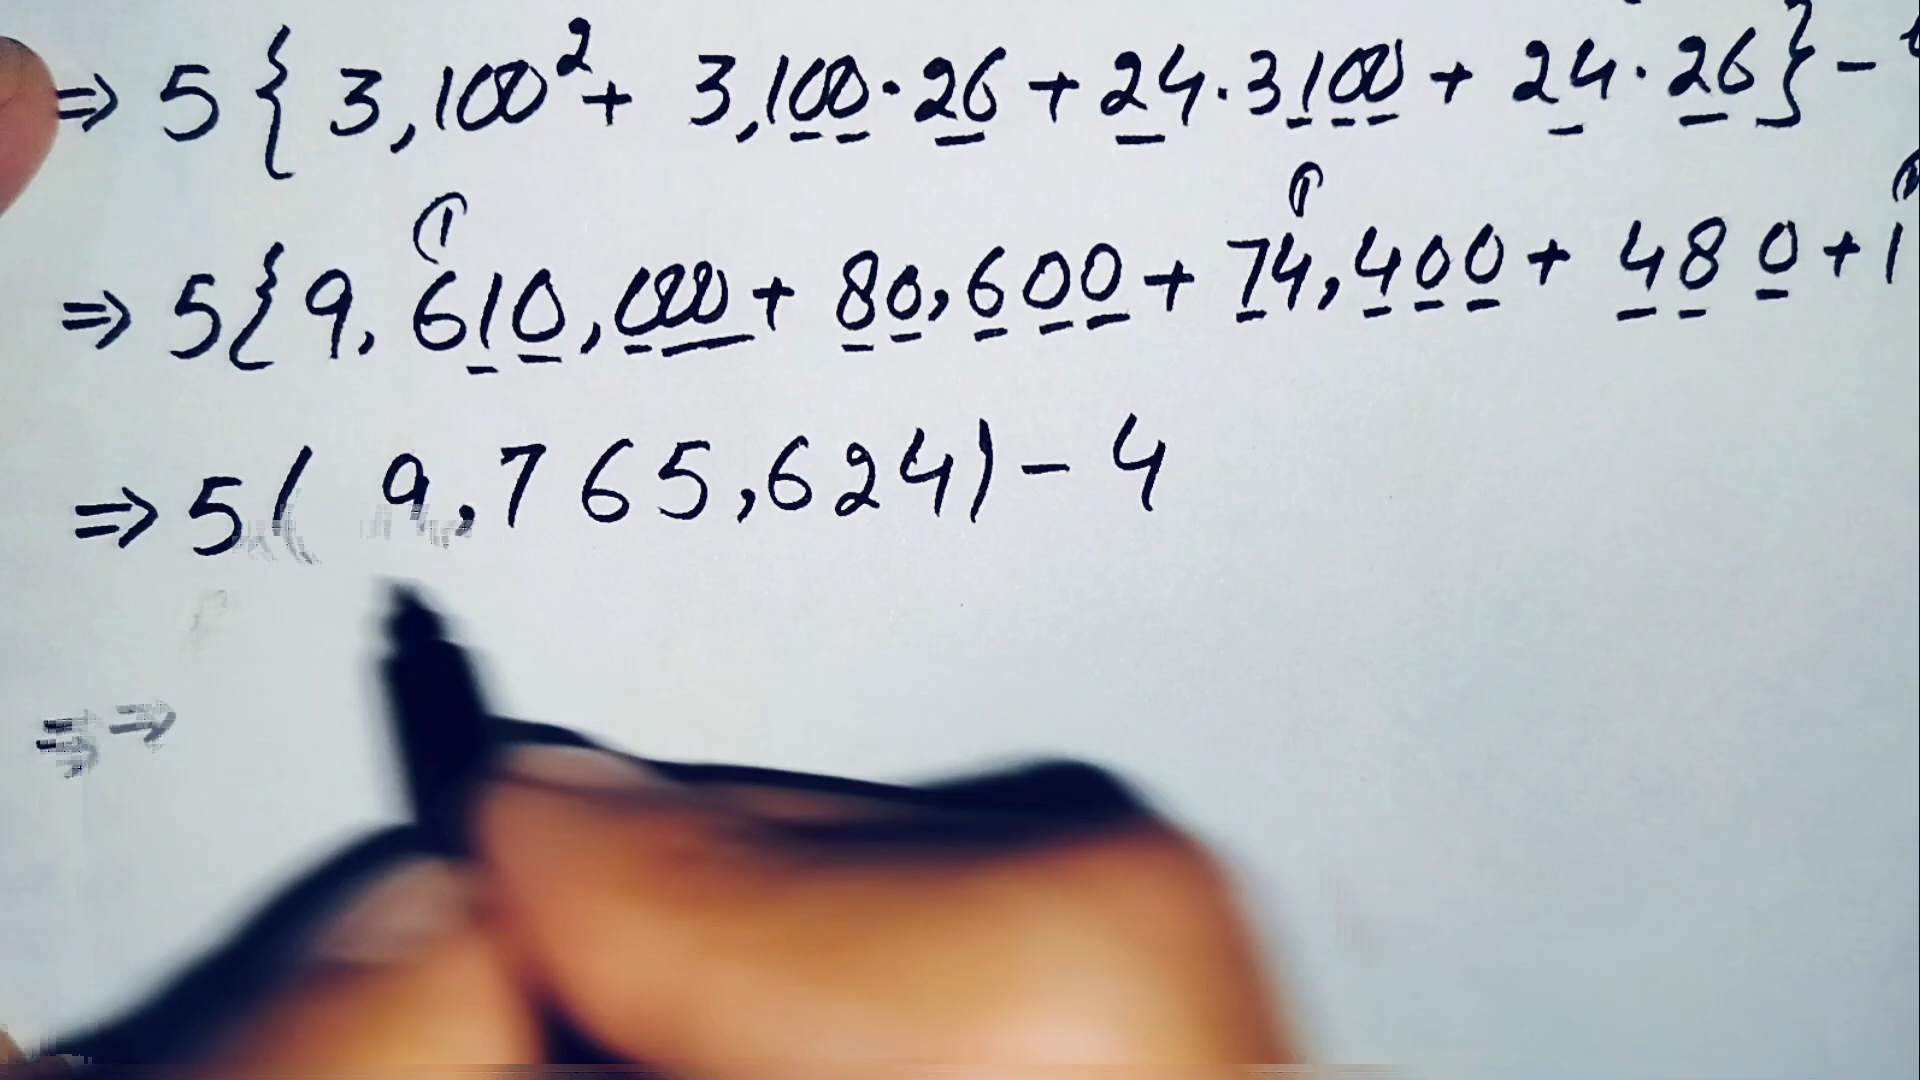 ⇒ 5 { 3,100² + 3,100 · 26 + 24 · 3100 + 24 · 26 } -
⇒ 5 { 9,610,000 + 80,600 + 74,400 + 480 + 1
⇒ 5 ( 9,765,624 ) - 4
⇒ ⇒